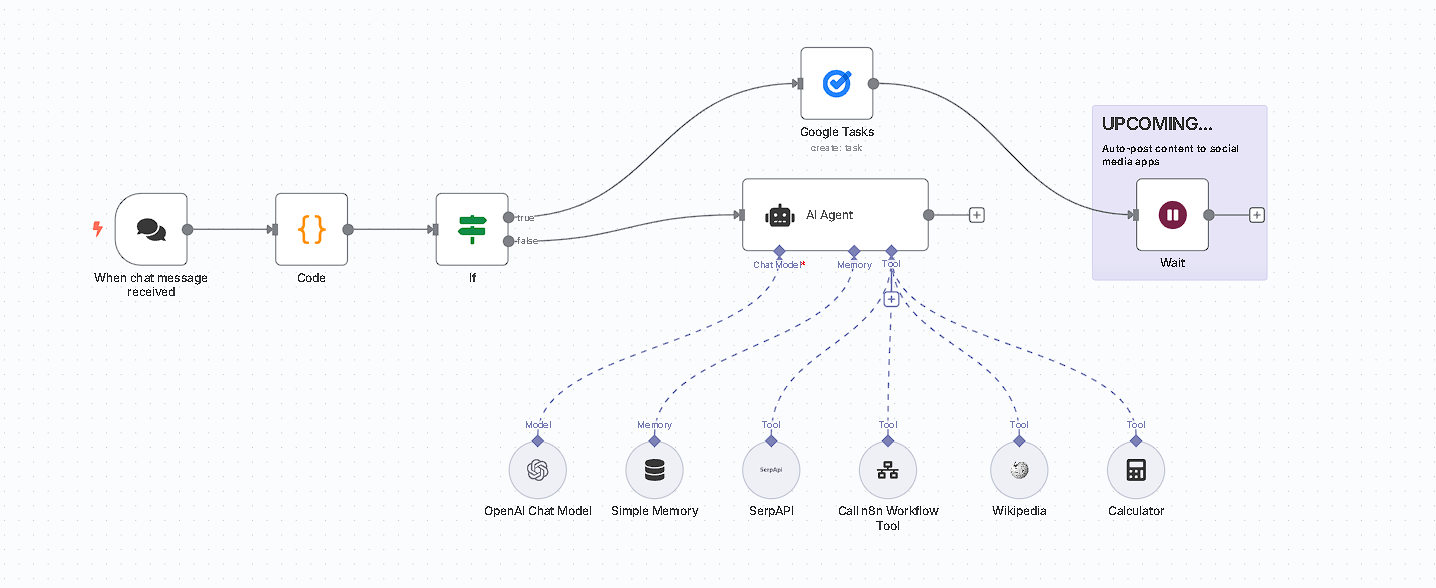 Google Tasks
create: task
UPCOMING...
Auto-post content to social
media apps
true
false
AI Agent
When chat message
received
Code
If
Chat Model*
Memory
Tool
Wait
Model
Memory
Tool
Tool
Tool
Tool
SerpApi
OpenAI Chat Model
Simple Memory
SerpAPI
Call n8n Workflow
Tool
Wikipedia
Calculator